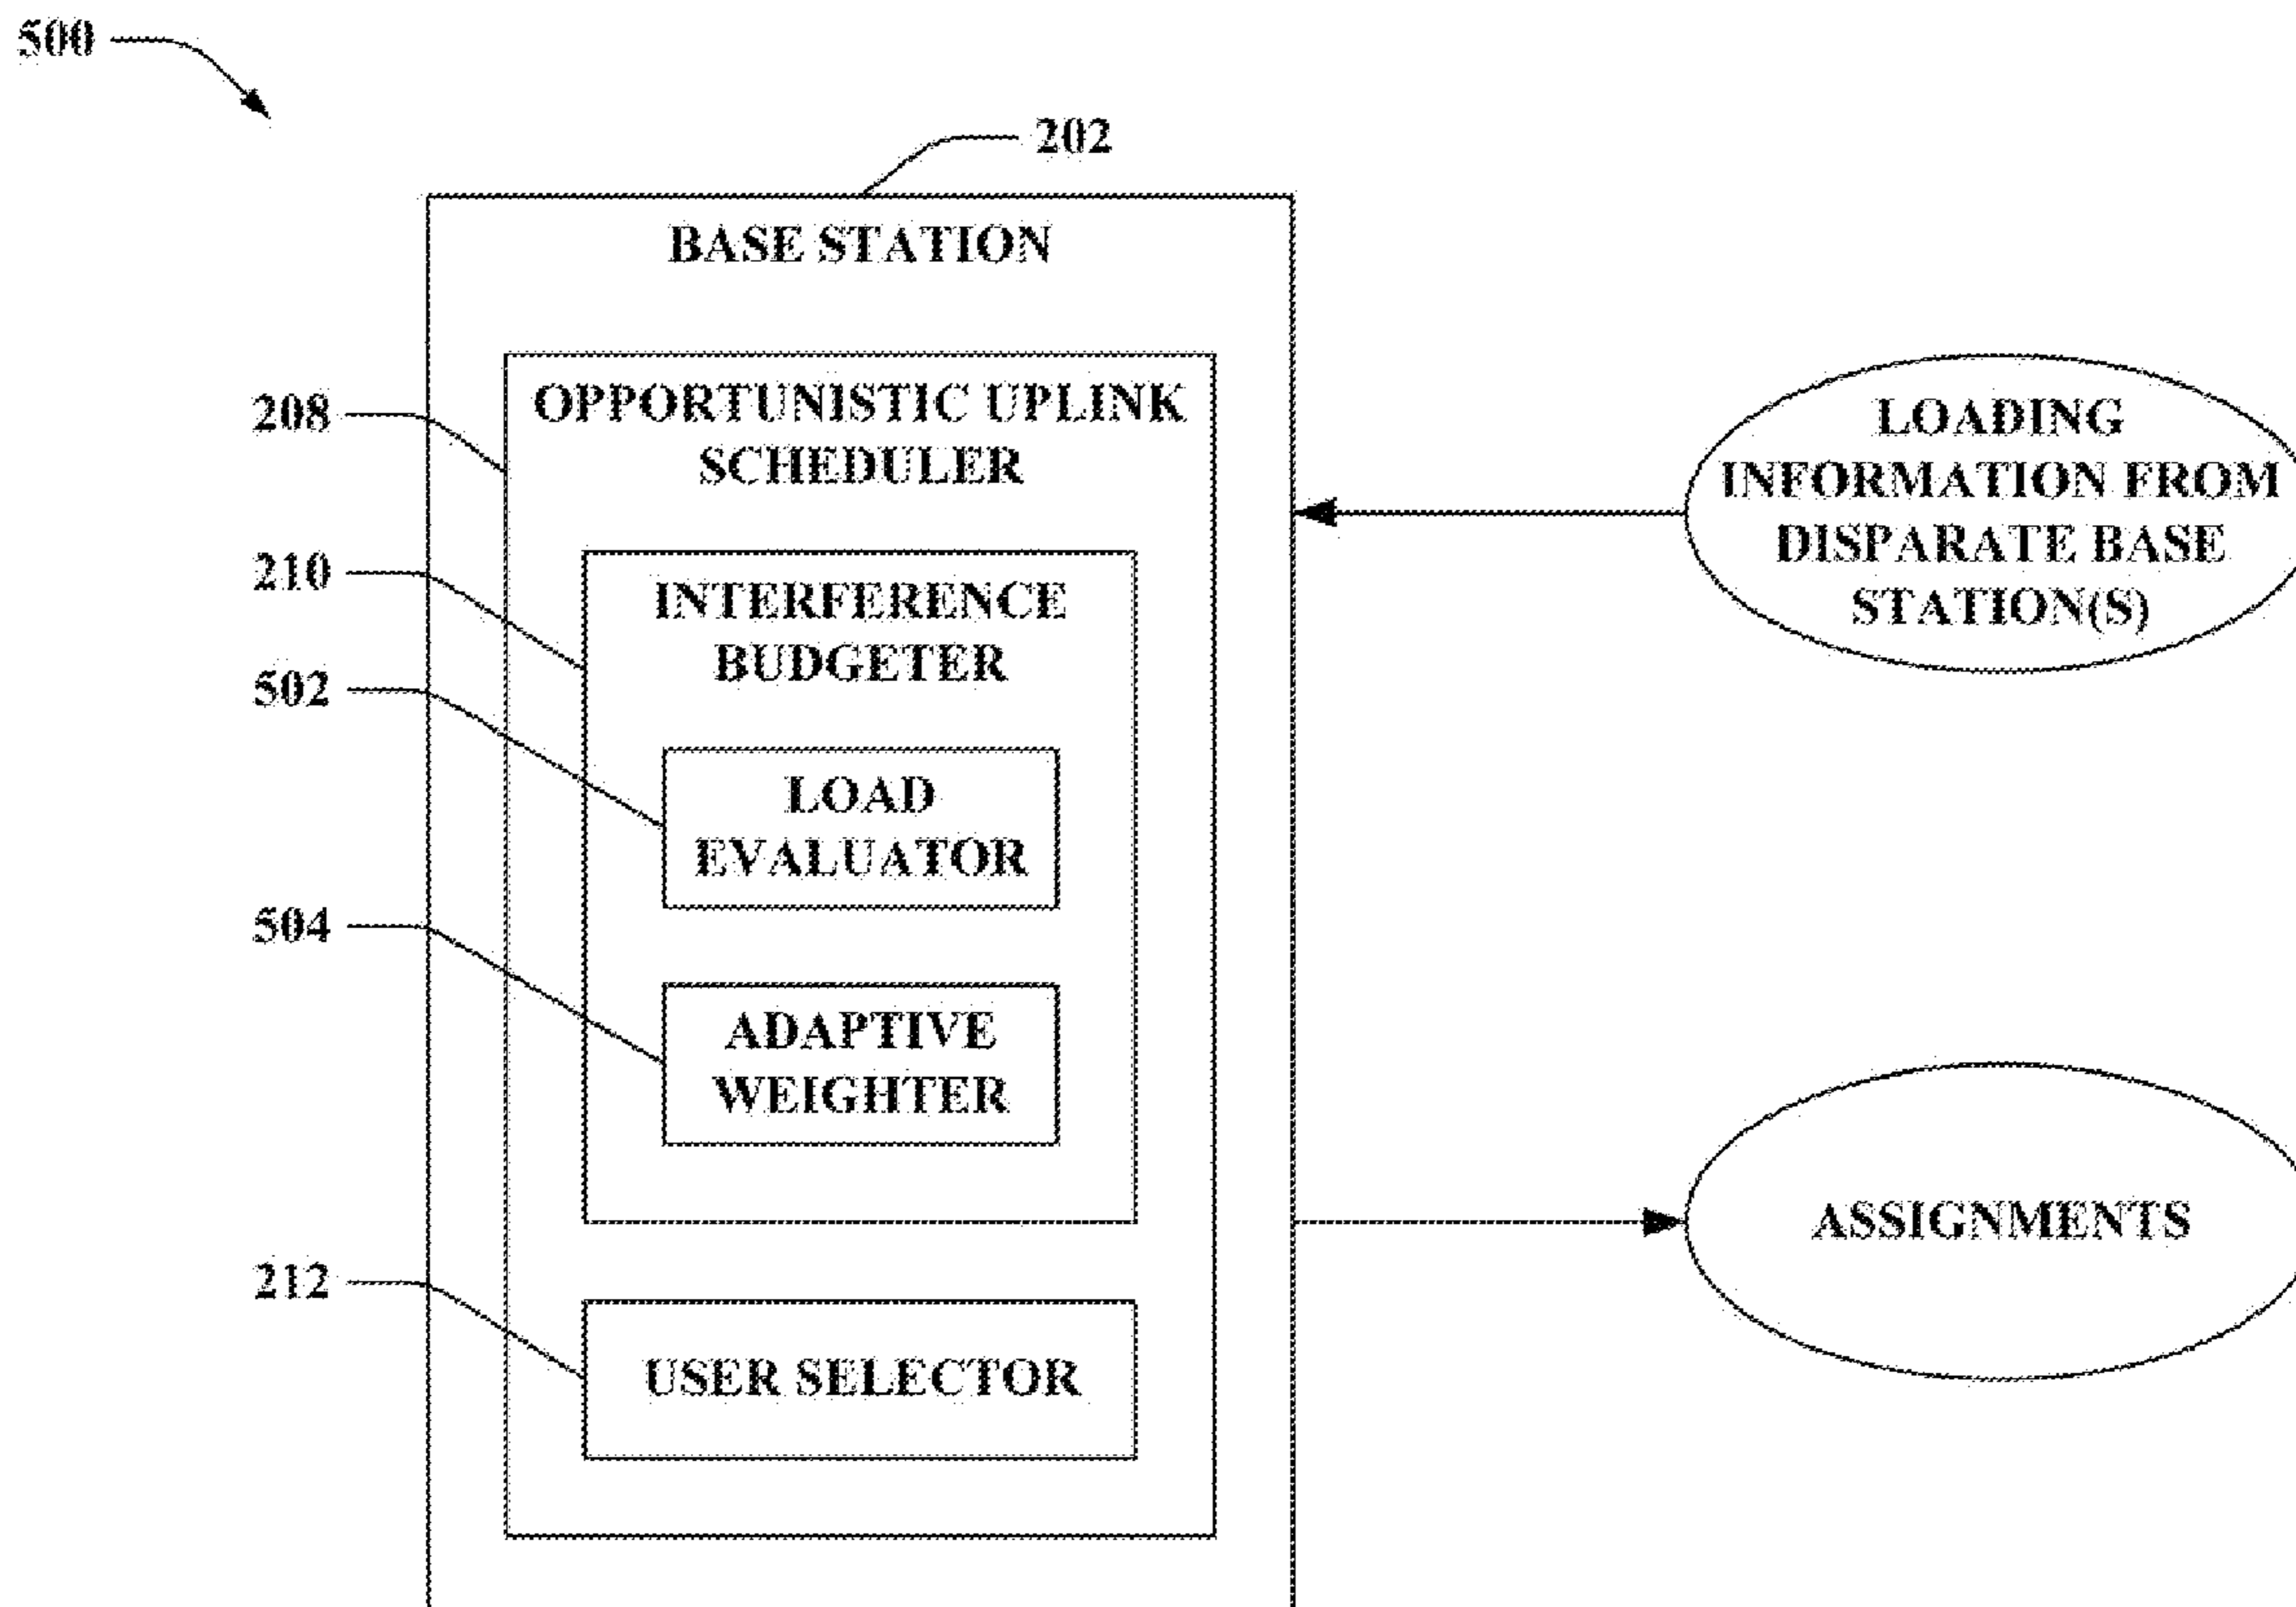 500
202
BASE STATION
208
OPPORTUNISTIC UPLINK
SCHEDULER
LOADING
INFORMATION FROM
DISPARATE BASE
STATION(S)
210
INTERFERENCE
BUDGETER
502
LOAD
EVALUATOR
504
ADAPTIVE
WEIGHTER
ASSIGNMENTS
212
USER SELECTOR